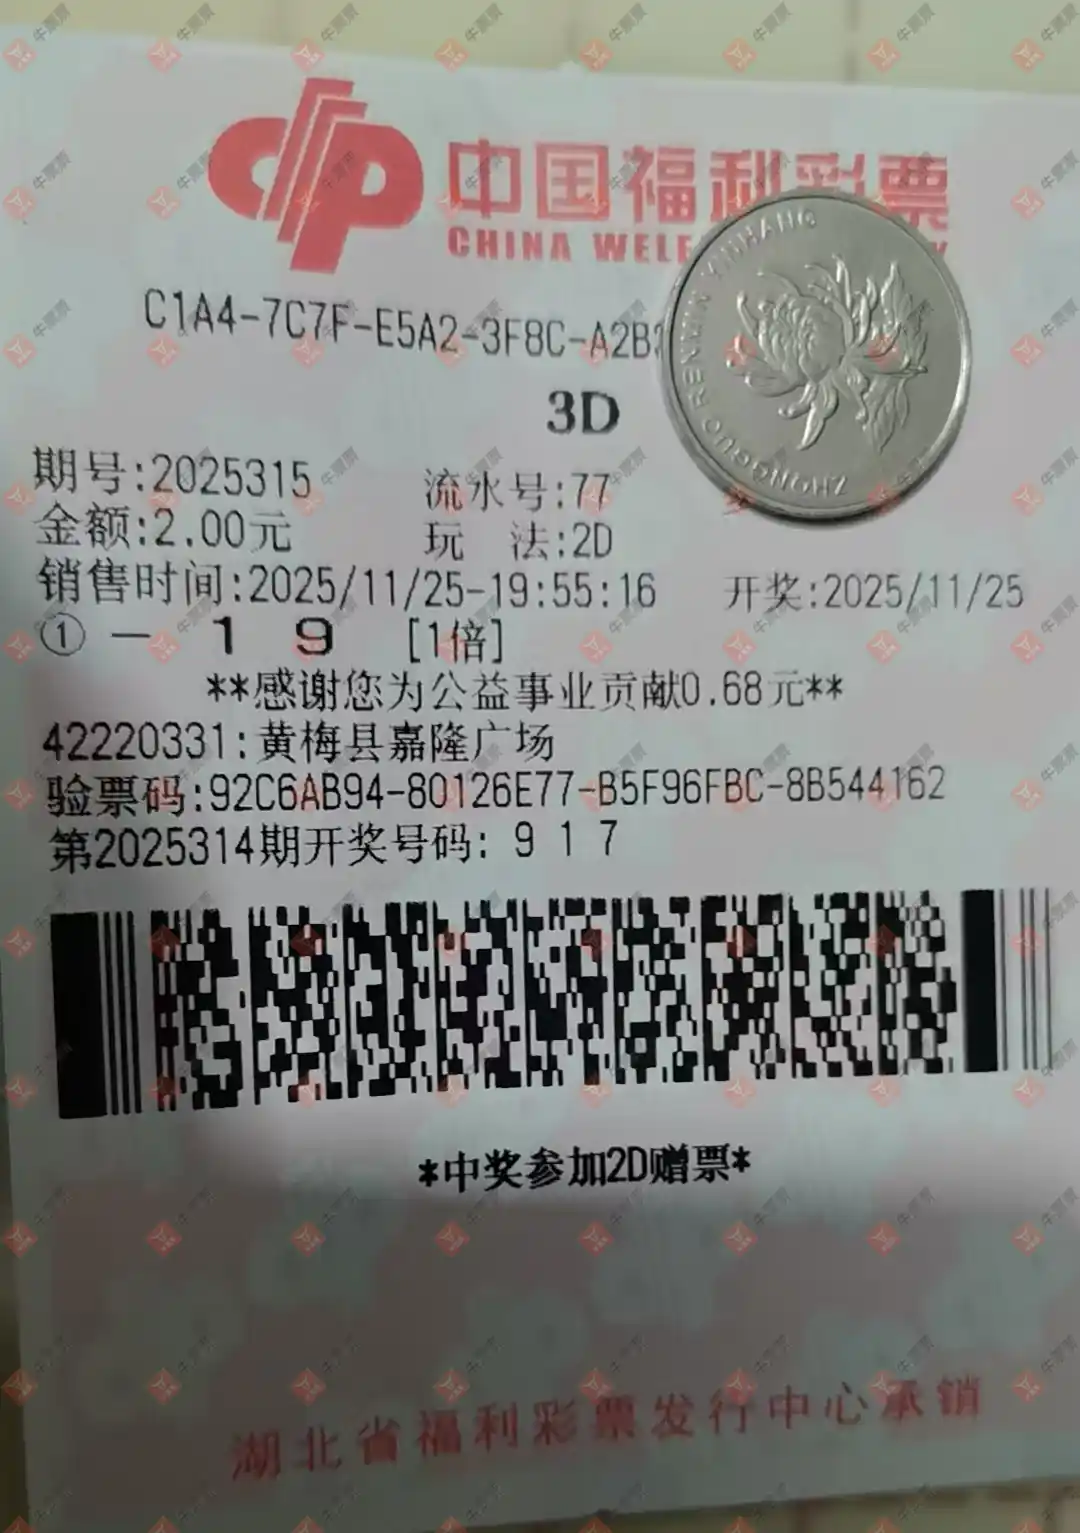 中国福利彩票
CHINA WELF
C1A4-7C7F-E5A2-3F8C-A2B
ZHONGGUO RENMIN YINHANG
3D
期号:2025315 流水号:77
金额:2.00元 玩 法:2D
销售时间:2025/11/25-19:55:16 开奖:2025/11/25
① — 1 9 [1倍]
**感谢您为公益事业贡献0.68元**
42220331:黄梅县嘉隆广场
验票码:92C6AB94-80126E77-B5F96FBC-8B544162
第2025314期开奖号码: 9 1 7
*中奖参加2D赠票*
湖北省福利彩票发行中心承销
牛票票